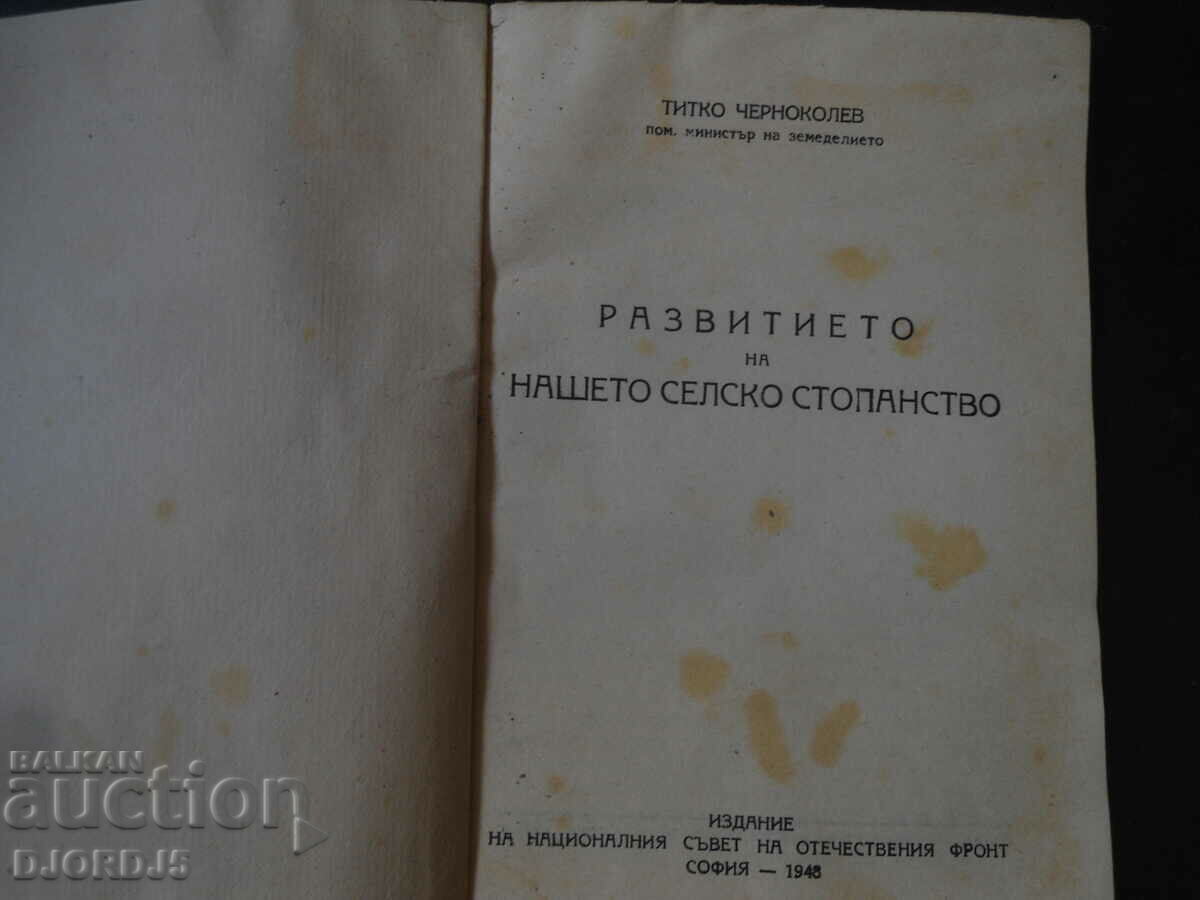 ТИТКО ЧЕРНОКОЛЕВ
пом. министър на земеделието
РАЗВИТИЕТО
НА
НАШЕТО СЕЛСКО СТОПАНСТВО
ИЗДАНИЕ
НА НАЦИОНАЛНИЯ СЪВЕТ НА ОТЕЧЕСТВЕНИЯ ФРОНТ
СОФИЯ — 1948
BALKAN
auction
DJORDJ5